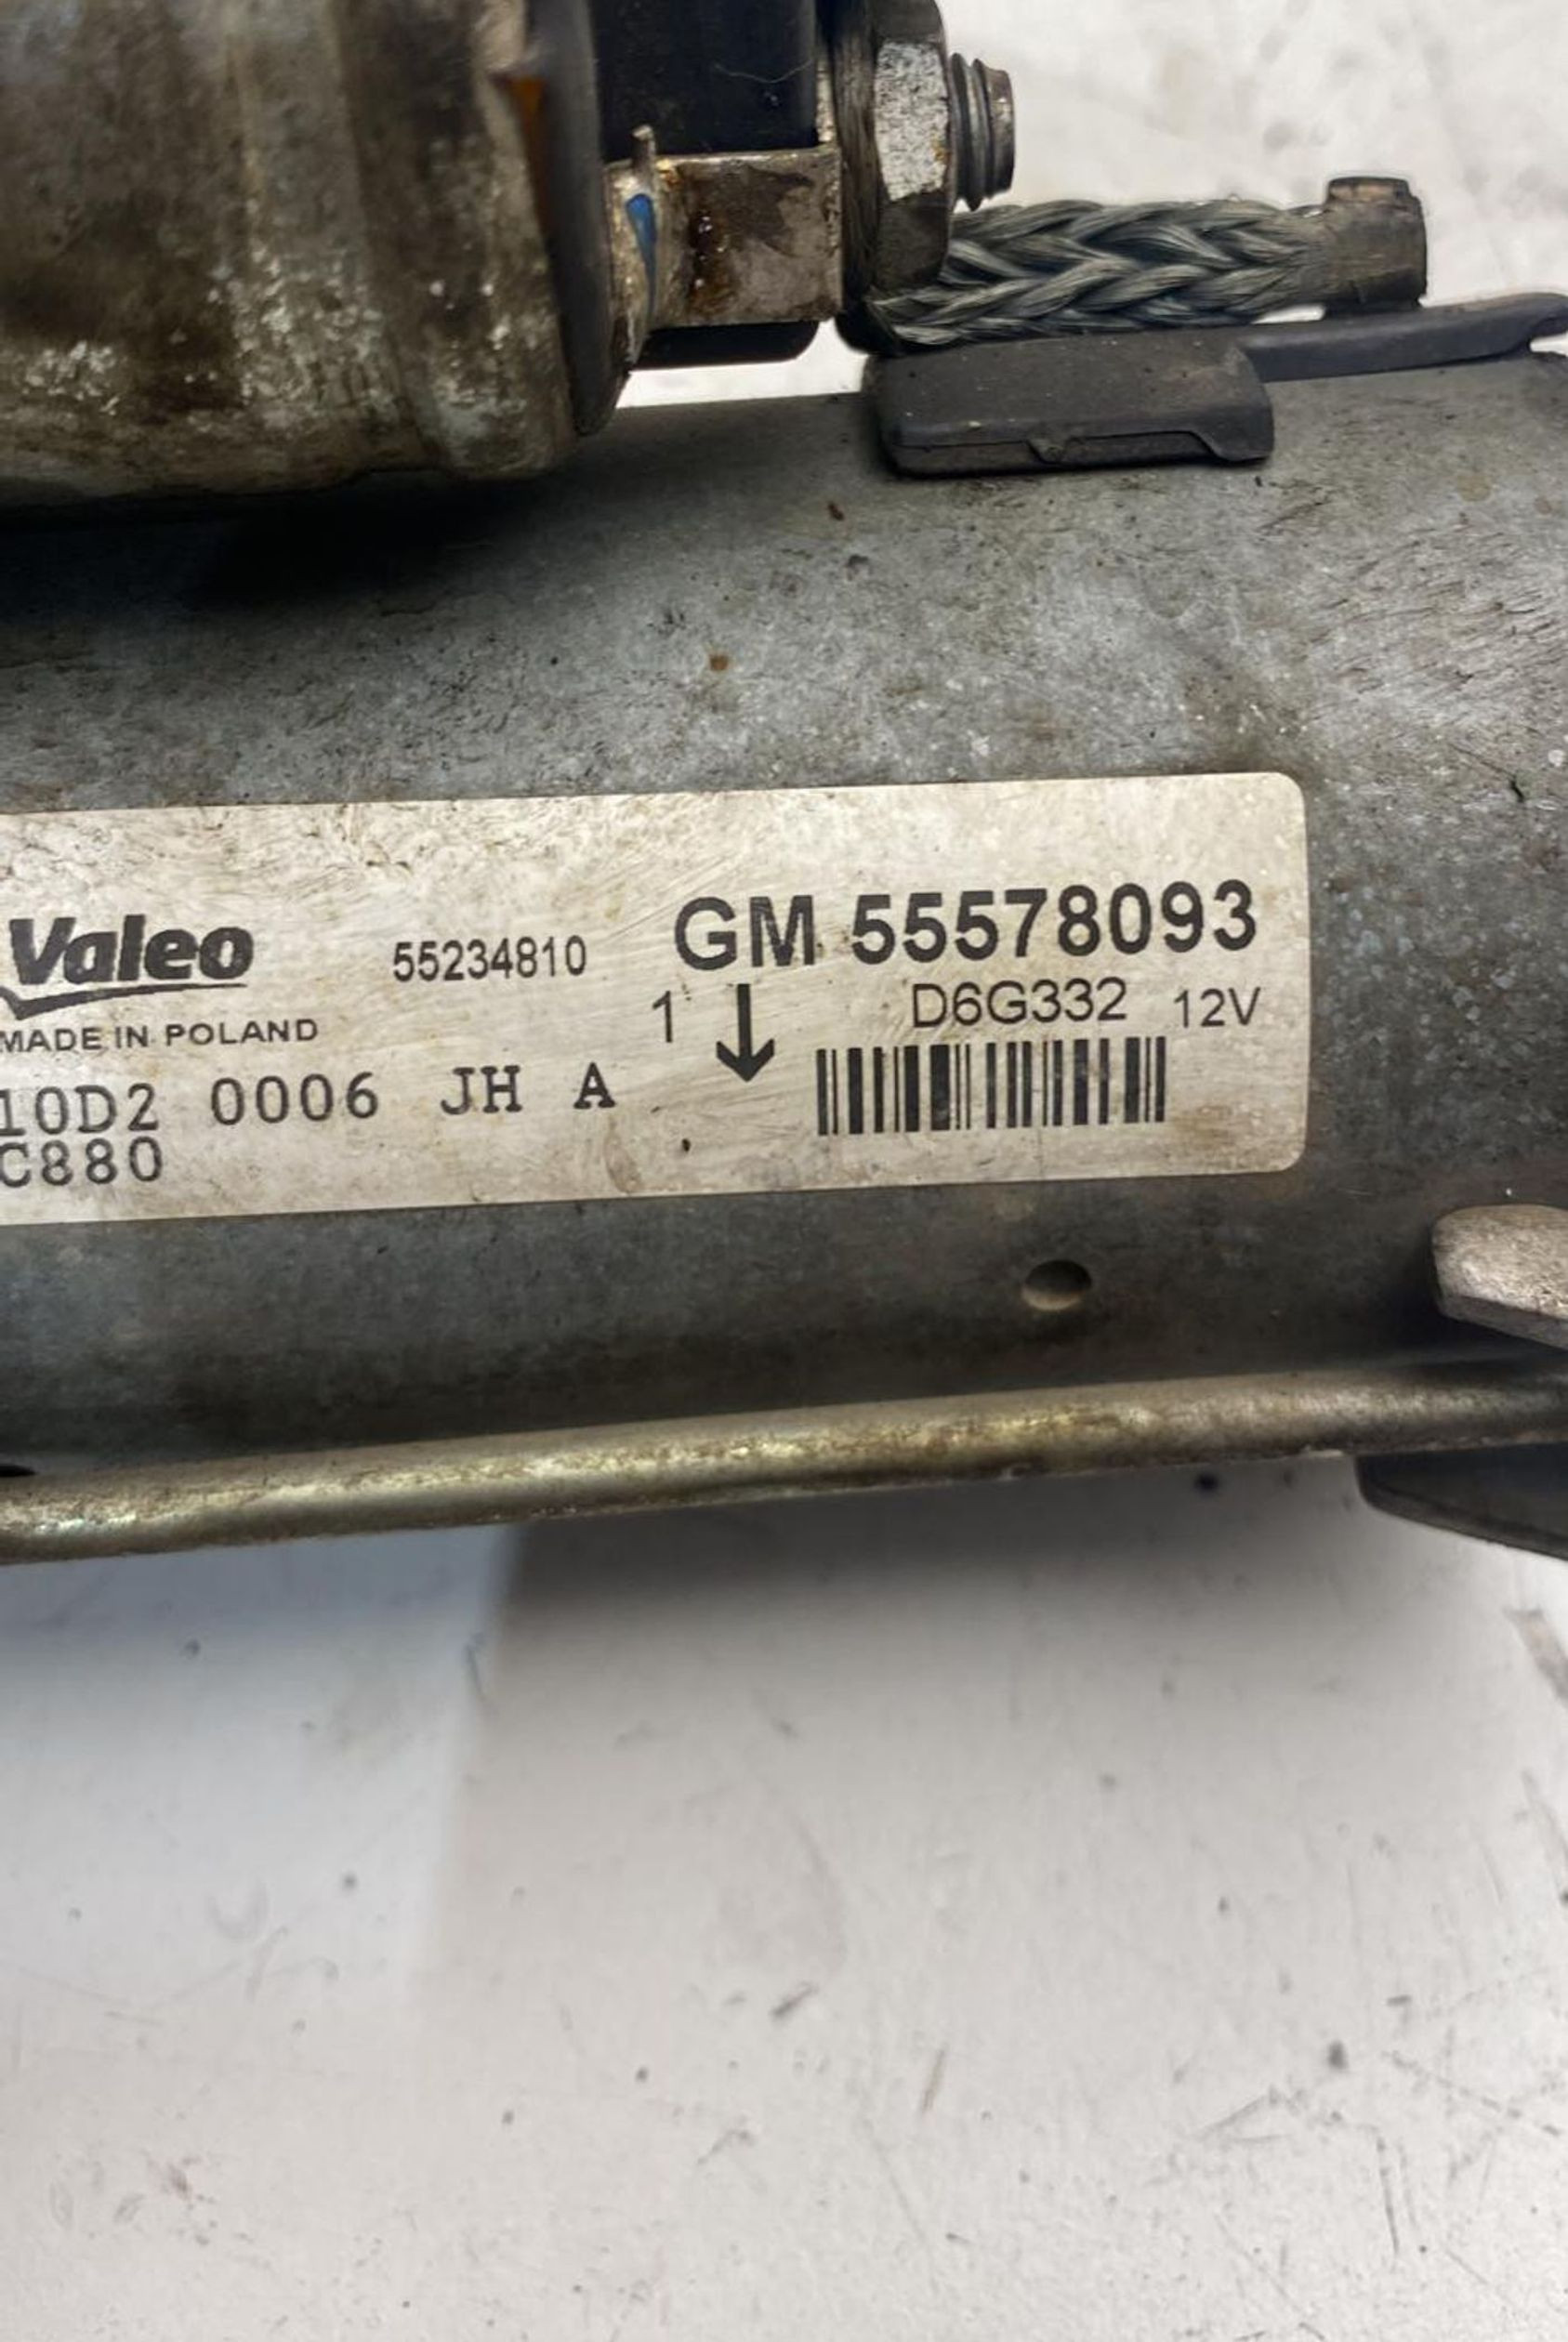 Valeo 55234810 GM 55578093
MADE IN POLAND 1 D6G332 12V
10D2 0006 JH A
C880